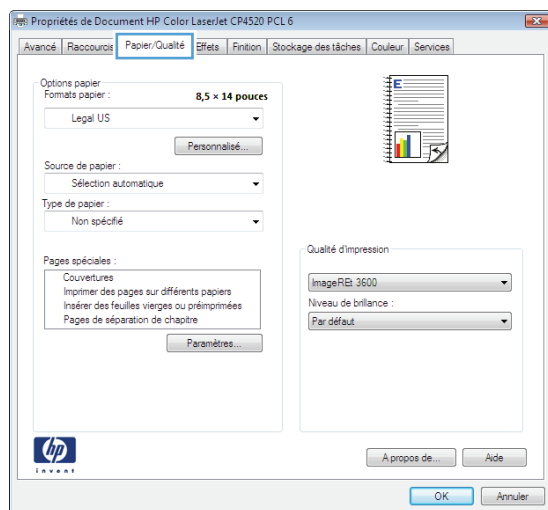 Propriétés de Document HP Color LaserJet CP4520 PCL 6
Avancé Raccourcis Papier/Qualité Effets Finition Stockage des tâches Couleur Services
Options papier
Formats papier :
8,5 × 14 pouces
Legal US
Personnalisé...
Source de papier :
Sélection automatique
Type de papier :
Non spécifié
Pages spéciales :
Couvertures
Imprimer des pages sur différents papiers
Insérer des feuilles vierges ou préimprimées
Pages de séparation de chapitre
Paramètres...
E
Qualité d'impression
ImageREt 3600
Niveau de brillance :
Par défaut
hp
invent
A propos de... Aide
OK Annuler